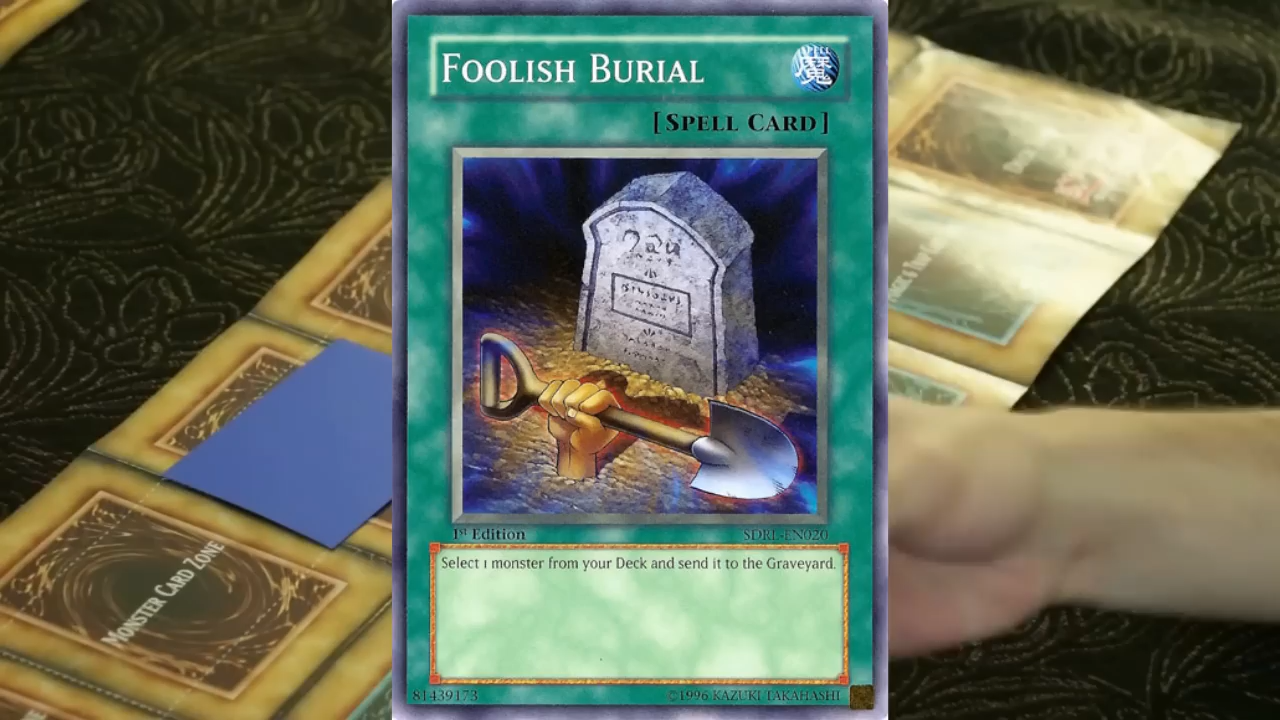 FOOLISH BURIAL
魔
[SPELL CARD]
1st Edition
SDRL-EN020
Select 1 monster from your Deck and send it to the Graveyard.
81439173
©1996 KAZUKI TAKAHASHI
MONSTER CARD ZONE